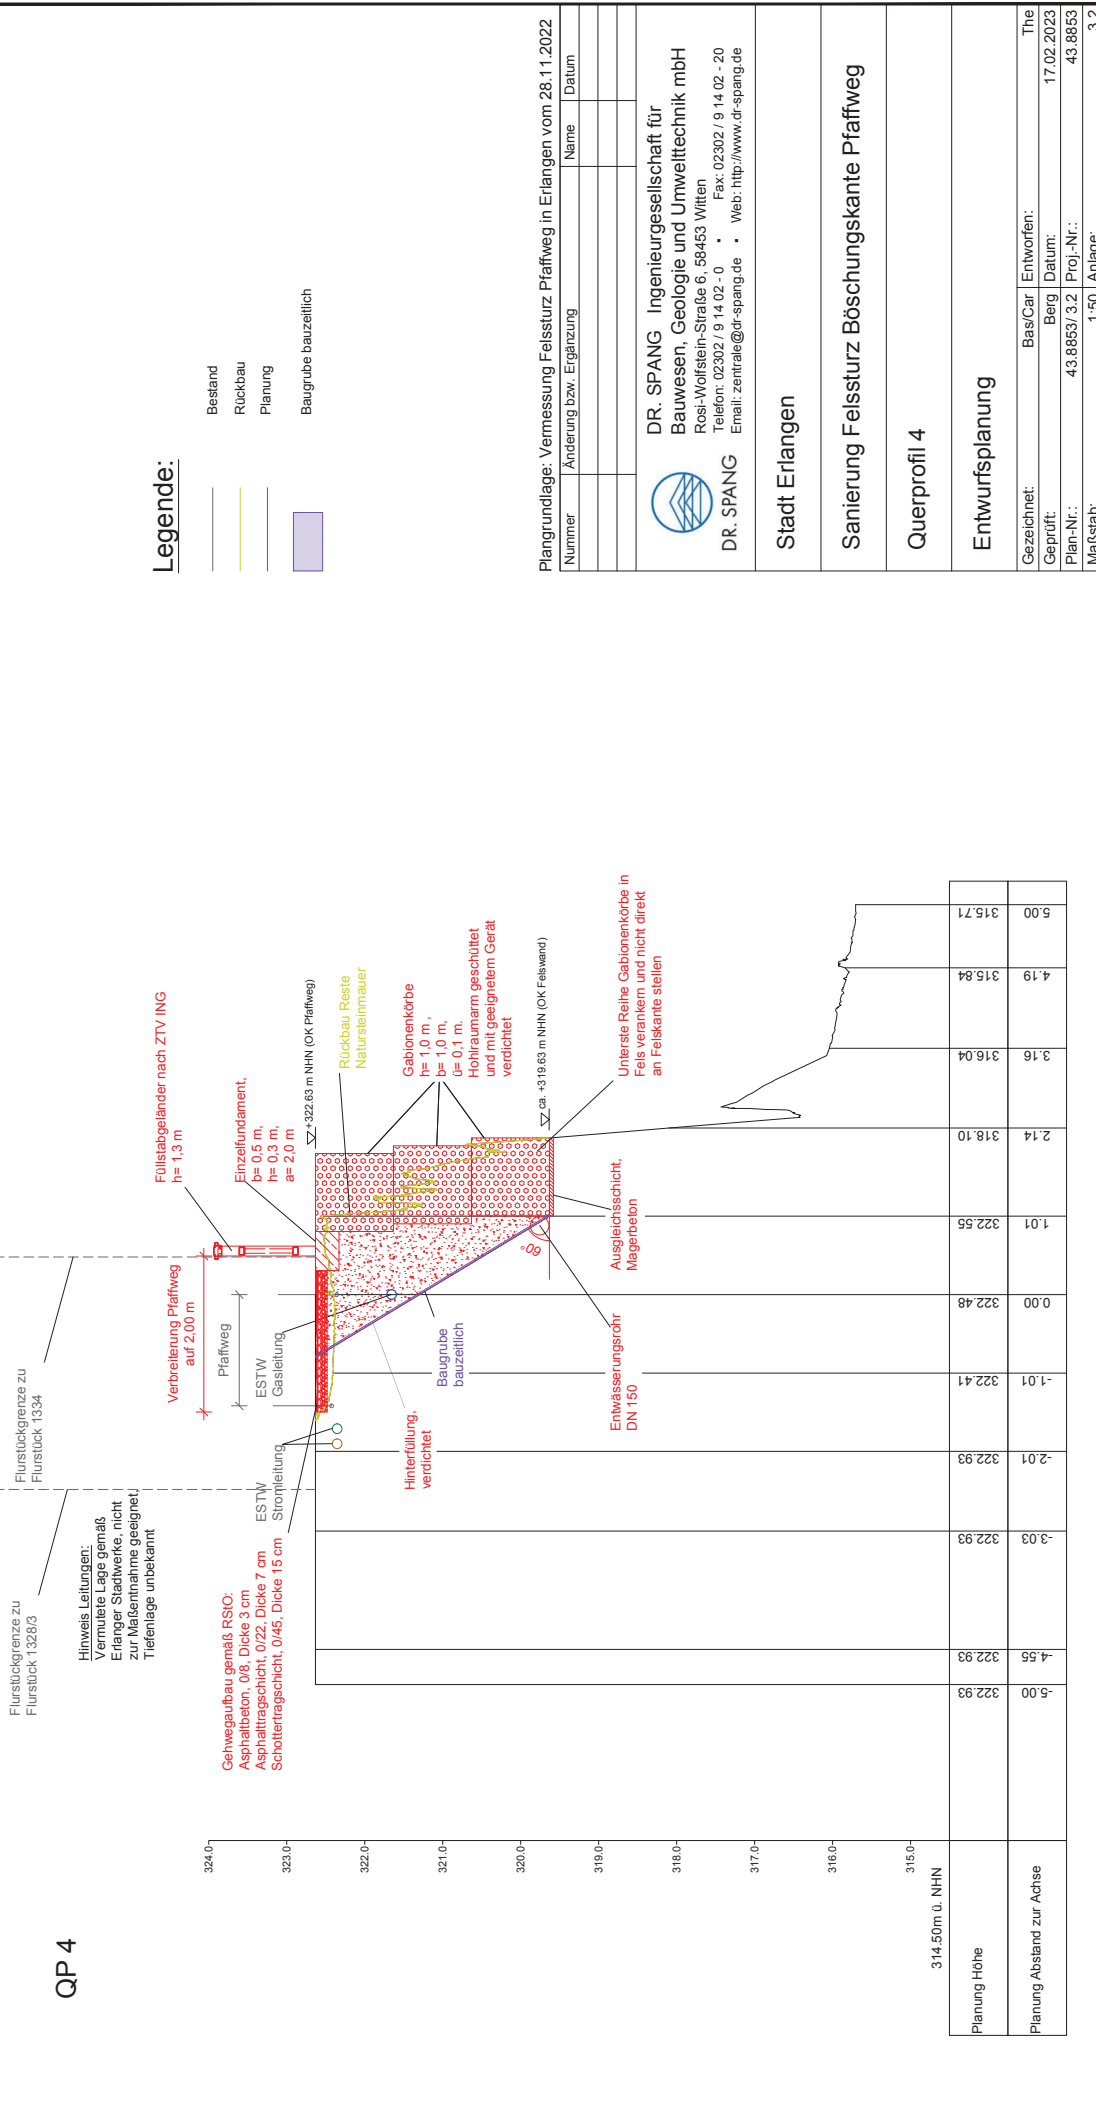 QP 4
Flurstückgrenze zu
Flurstück 1328/3
Flurstückgrenze zu
Flurstück 1334
Hinweis Leitungen:
Vermutete Lage gemäß
Erlanger Stadtwerke, nicht
zur Maßentnahme geeignet,
Tiefenlage unbekannt
Gehwegaufbau gemäß RStO:
Asphaltbeton, 0/8, Dicke 3 cm
Asphalttragschicht, 0/22, Dicke 7 cm
Schottertragschicht, 0/45, Dicke 15 cm
ESTW
Stromleitung
ESTW
Gasleitung
Pfaffweg
Verbreiterung Pfaffweg
auf 2,00 m
Füllstabgeländer nach ZTV ING
h= 1,3 m
Einzelfundament,
b= 0,5 m,
h= 0,3 m,
a= 2,0 m
+322.63 m NHN (OK Pfaffweg)
Rückbau Reste
Natursteinmauer
Gabionenkörbe
h= 1,0 m ,
b= 1,0 m,
ü= 0,1 m.
Hohlraumarm geschüttet
und mit geeignetem Gerät
verdichtet
ca. +319.63 m NHN (OK Felswand)
Unterste Reihe Gabionenkörbe in
Fels verankern und nicht direkt
an Felskante stellen
Hinterfüllung,
verdichtet
Baugrube
bauzeitlich
60°
Entwässerungsrohr
DN 150
Ausgleichsschicht,
Magerbeton
324.0
323.0
322.0
321.0
320.0
319.0
318.0
317.0
316.0
315.0
314.50m ü. NHN
Planung Höhe
322.93
322.93
322.93
322.93
322.41
322.48
322.55
318.10
316.04
315.84
315.71
Planung Abstand zur Achse
-5.00
-4.55
-3.03
-2.01
-1.01
0.00
1.01
2.14
3.16
4.19
5.00
Legende:
Bestand
Rückbau
Planung
Baugrube bauzeitlich
Plangrundlage: Vermessung Felssturz Pfaffweg in Erlangen vom 28.11.2022
Nummer Änderung bzw. Ergänzung Name Datum
DR. SPANG
DR. SPANG Ingenieurgesellschaft für
Bauwesen, Geologie und Umwelttechnik mbH
Rosi-Wolfstein-Straße 6, 58453 Witten
Telefon: 02302 / 9 14 02 - 0 • Fax: 02302 / 9 14 02 - 20
Email: zentrale@dr-spang.de • Web: http://www.dr-spang.de
Stadt Erlangen
Sanierung Felssturz Böschungskante Pfaffweg
Querprofil 4
Entwurfsplanung
Gezeichnet: Bas/Car Entworfen: The
Geprüft: Berg Datum: 17.02.2023
Plan-Nr.: 43.8853/ 3.2 Proj.-Nr.: 43.8853
Maßstab: 1:50 Anlage: 3.2